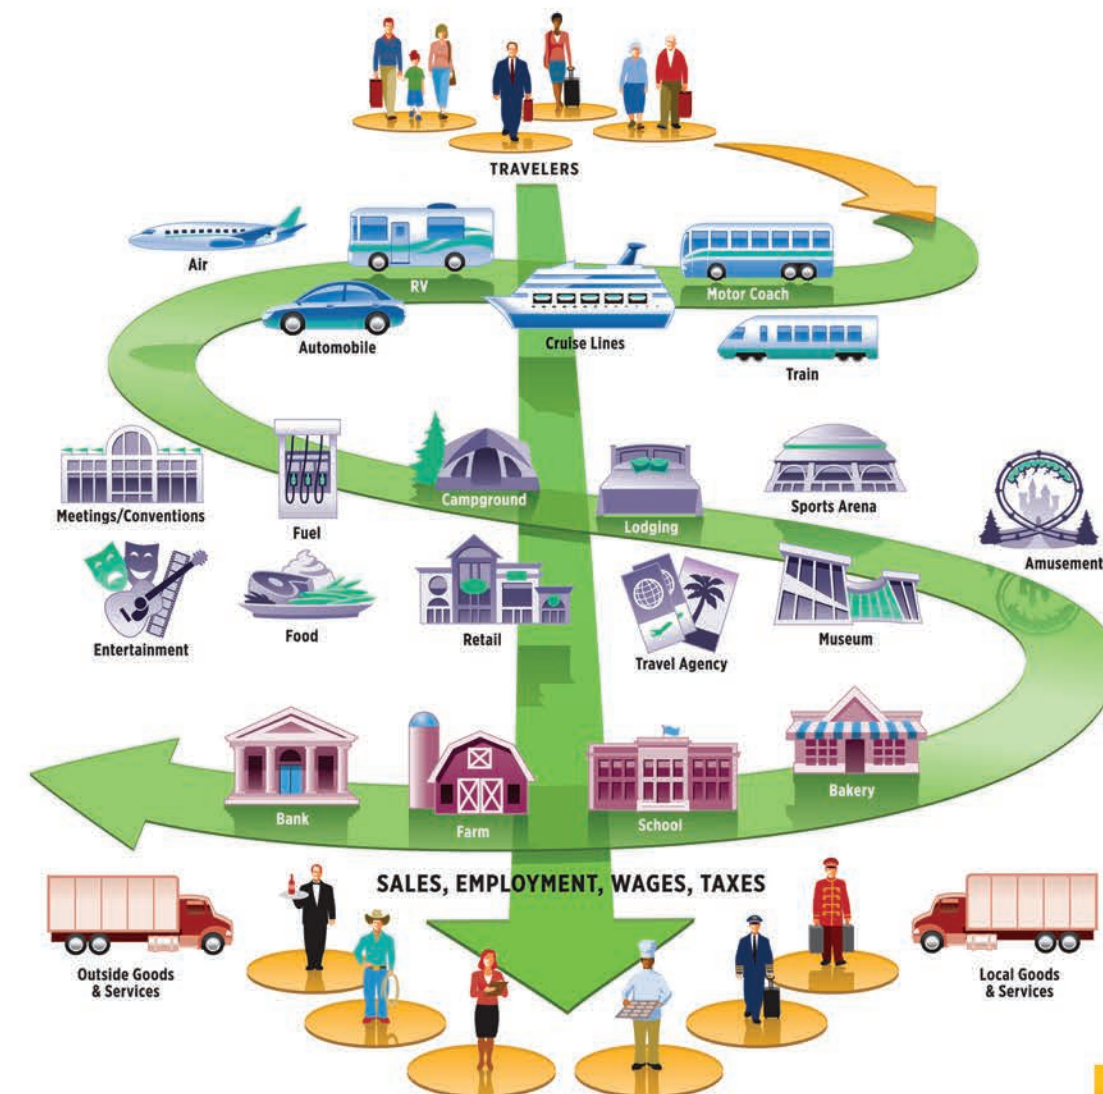 TRAVELERS
Air
RV
Motor Coach
Automobile
Cruise Lines
Train
Meetings/Conventions
Fuel
Campground
Lodging
Sports Arena
Amusement
Entertainment
Food
Retail
Travel Agency
Museum
Bank
Farm
School
Bakery
SALES, EMPLOYMENT, WAGES, TAXES
Outside Goods
& Services
Local Goods
& Services